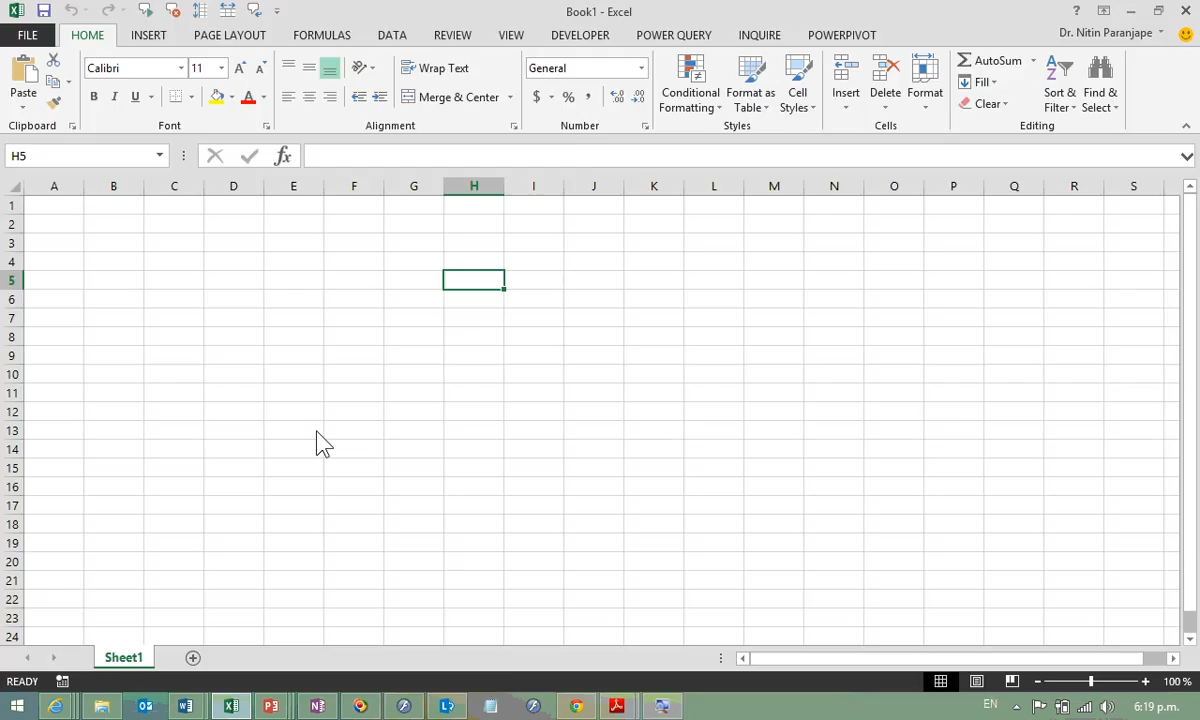 Book1 - Excel
?
FILE HOME INSERT PAGE LAYOUT FORMULAS DATA REVIEW VIEW DEVELOPER POWER QUERY INQUIRE POWERPIVOT Dr. Nitin Paranjape
Paste
Calibri 11
B I U A
Wrap Text
Merge & Center
General
$ % ,
Conditional Formatting
Format as Table
Cell Styles
Insert Delete Format
AutoSum
Fill
Clear
Sort & Filter
Find & Select
Clipboard Font Alignment Number Styles Cells Editing
H5 fx
A B C D E F G H I J K L M N O P Q R S
1
2
3
4
5
6
7
8
9
10
11
12
13
14
15
16
17
18
19
20
21
22
23
24
Sheet1
READY 100 %
EN 6:19 p.m.